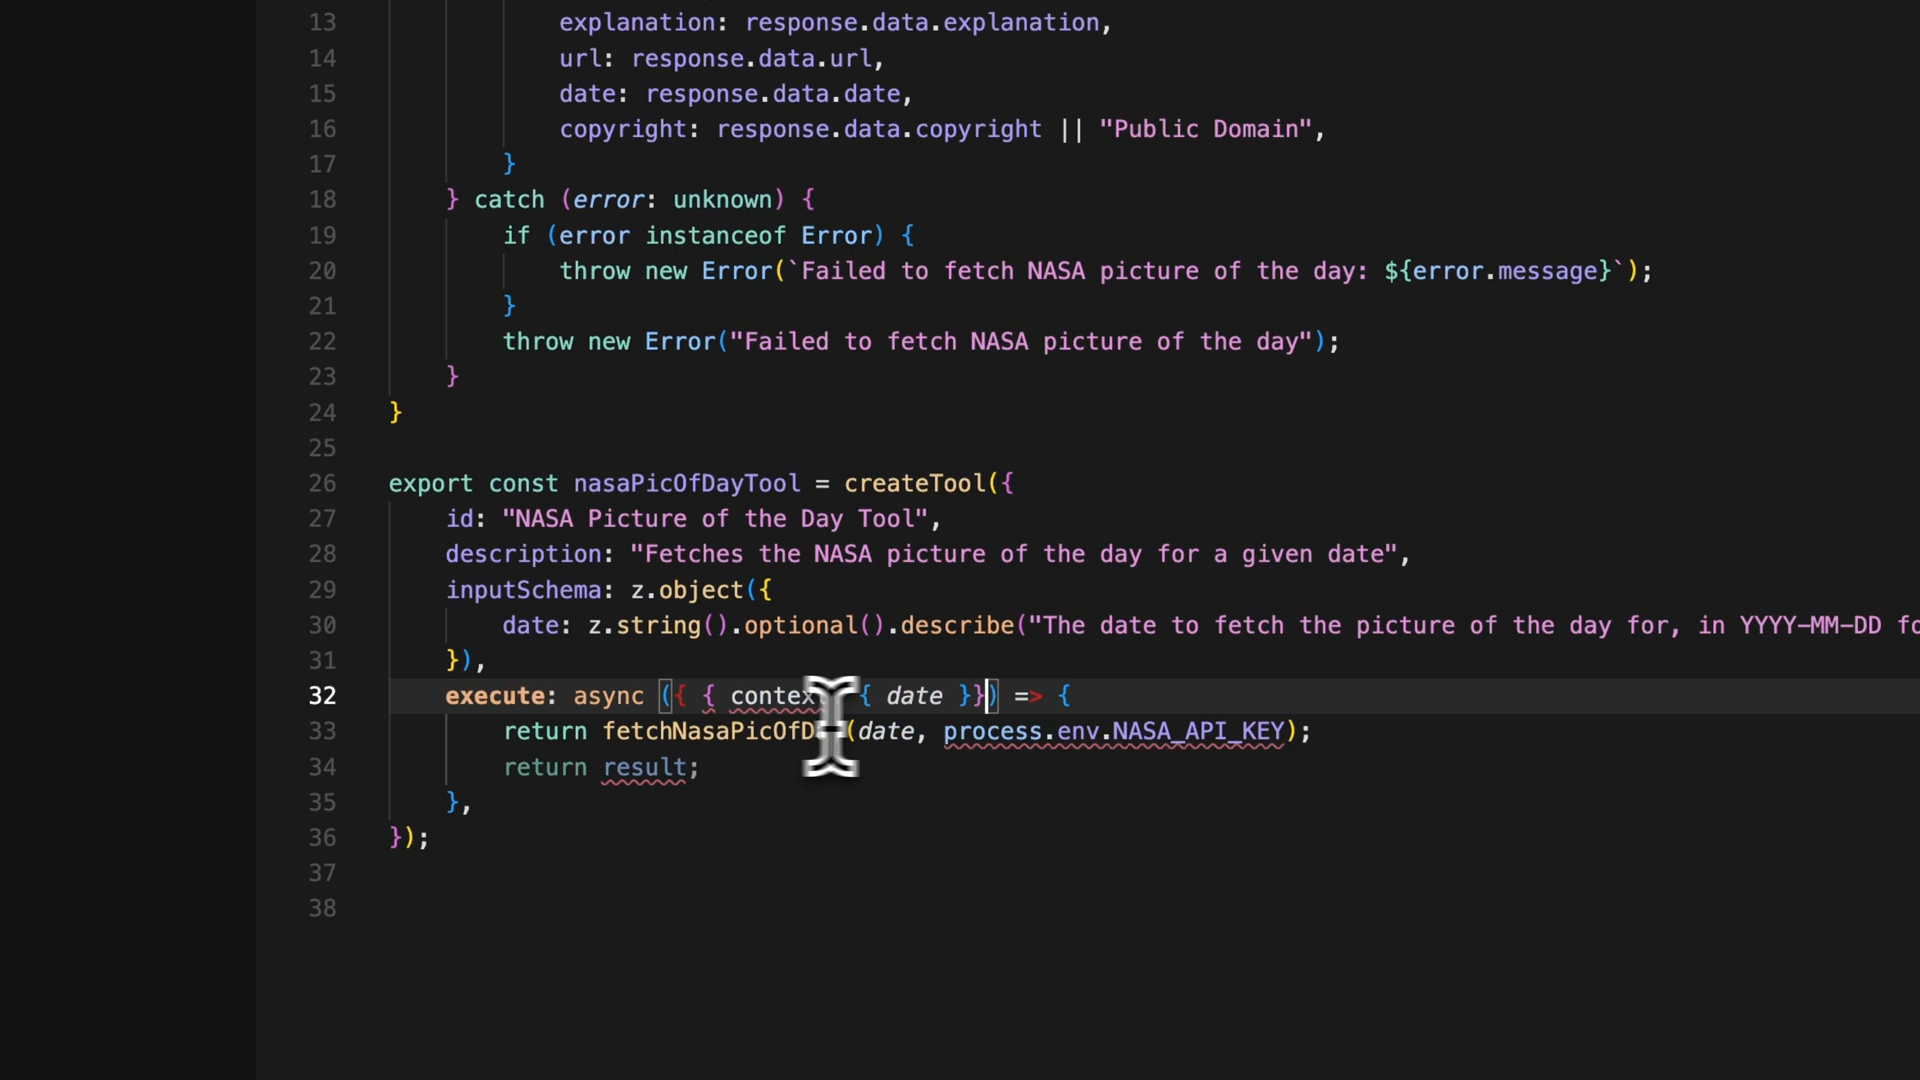 13 explanation: response.data.explanation,
14 url: response.data.url,
15 date: response.data.date,
16 copyright: response.data.copyright || "Public Domain",
17 }
18 } catch (error: unknown) {
19 if (error instanceof Error) {
20 throw new Error(`Failed to fetch NASA picture of the day: ${error.message}`);
21 }
22 throw new Error("Failed to fetch NASA picture of the day");
23 }
24 }
25
26 export const nasaPicOfDayTool = createTool({
27 id: "NASA Picture of the Day Tool",
28 description: "Fetches the NASA picture of the day for a given date",
29 inputSchema: z.object({
30 date: z.string().optional().describe("The date to fetch the picture of the day for, in YYYY-MM-DD fo
31 }),
32 execute: async ({ { contex { date }}) => {
33 return fetchNasaPicOfD (date, process.env.NASA_API_KEY);
34 return result;
35 },
36 });
37
38